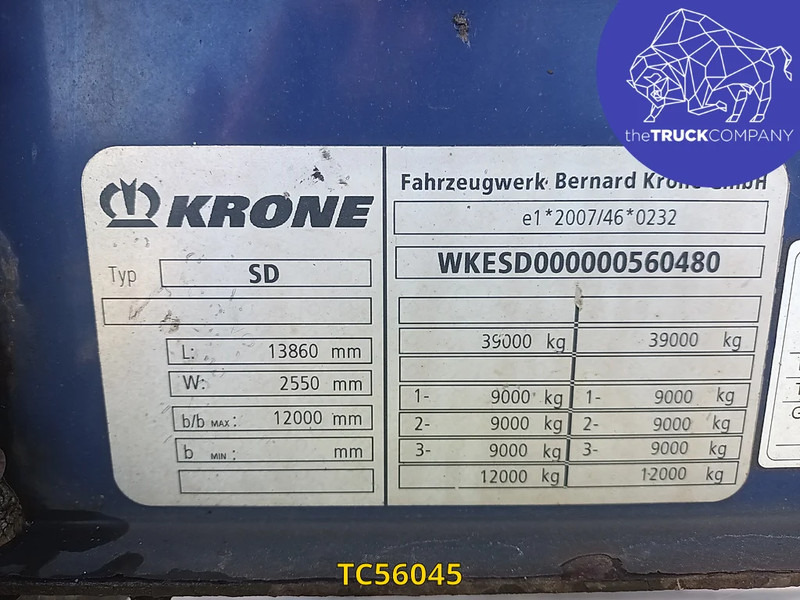 theTRUCKCOMPANY
KRONE
Typ SD
L: 13860 mm
W: 2550 mm
b/b MAX: 12000 mm
b MIN: mm
Fahrzeugwerk Bernard Krone GmbH
e1*2007/46*0232
WKESD000000560480
39000 kg 39000 kg
1- 9000 kg 1- 9000 kg
2- 9000 kg 2- 9000 kg
3- 9000 kg 3- 9000 kg
12000 kg 12000 kg
TC56045